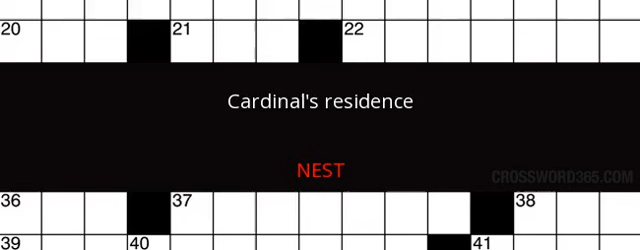 20 21 22
Cardinal's residence
NEST
CROSSWORD365.COM
36 37 38
39 40 41